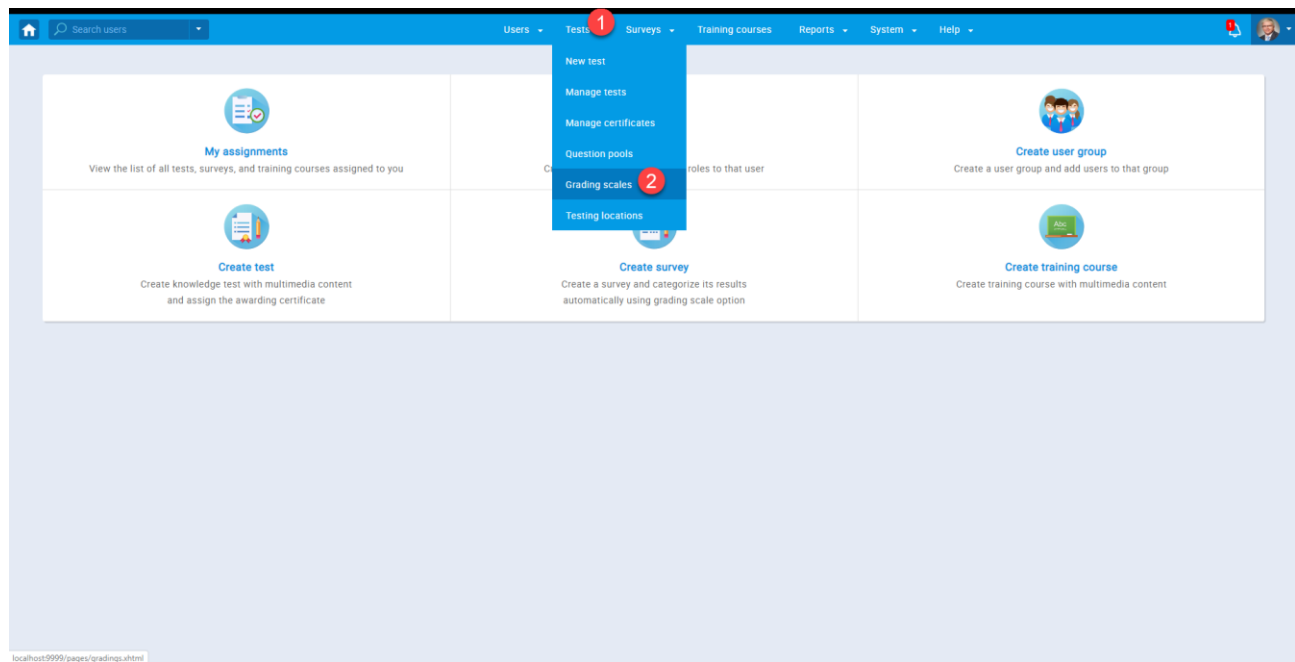 Search users
Users
Tests
1
Surveys
Training courses
Reports
System
Help
1
New test
Manage tests
Manage certificates
Question pools
Grading scales
2
Testing locations
My assignments
View the list of all tests, surveys, and training courses assigned to you
roles to that user
Create user group
Create a user group and add users to that group
Create test
Create knowledge test with multimedia content
and assign the awarding certificate
Create survey
Create a survey and categorize its results
automatically using grading scale option
Abc
Create training course
Create training course with multimedia content
localhost:9999/pages/gradings.xhtml